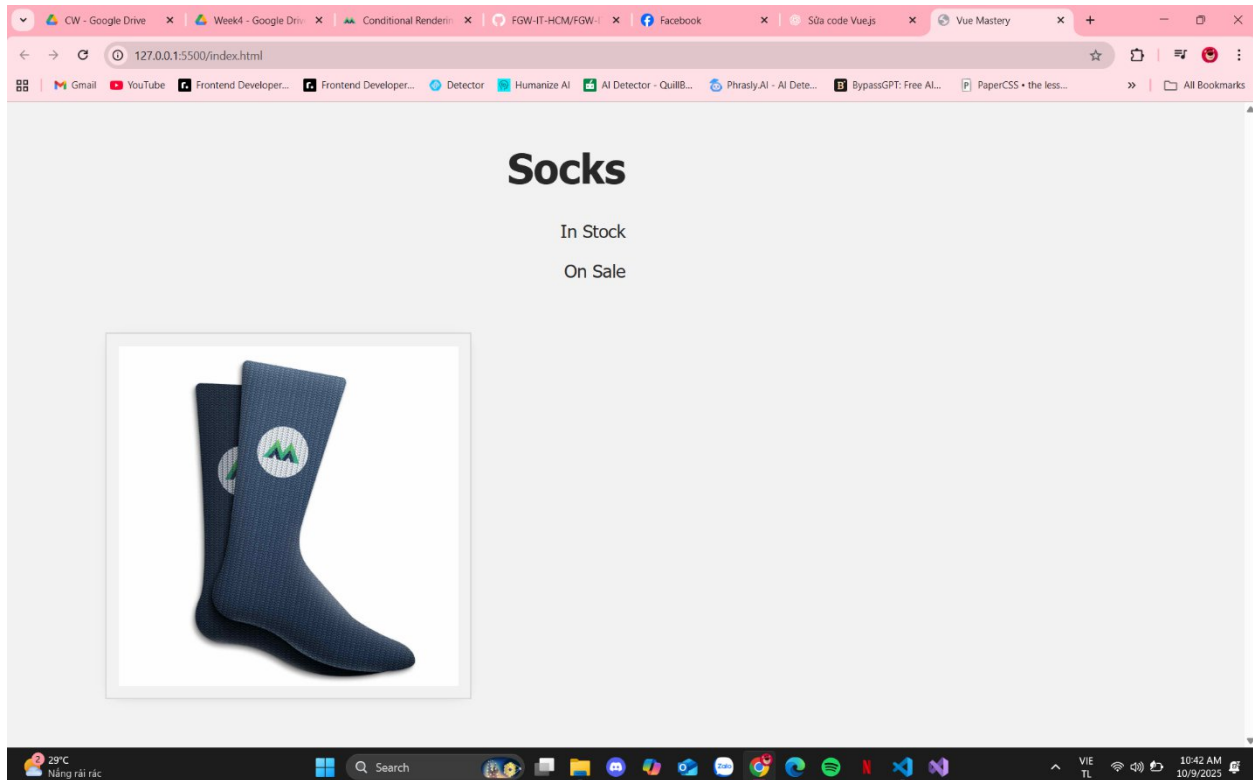 CW - Google Drive
Week4 - Google Driv
Conditional Renderin
FGW-IT-HCM/FGW-I
Facebook
Sửa code Vue.js
Vue Mastery
127.0.0.1:5500/index.html
Gmail
YouTube
Frontend Developer...
Frontend Developer...
Detector
Humanize AI
AI Detector - QuillB...
Phrasly.AI - AI Dete...
BypassGPT: Free AI...
PaperCSS • the less...
All Bookmarks
Socks
In Stock
On Sale
2
29°C
Nắng rải rác
Search
Zalo
VIE
TL
10:42 AM
10/9/2025